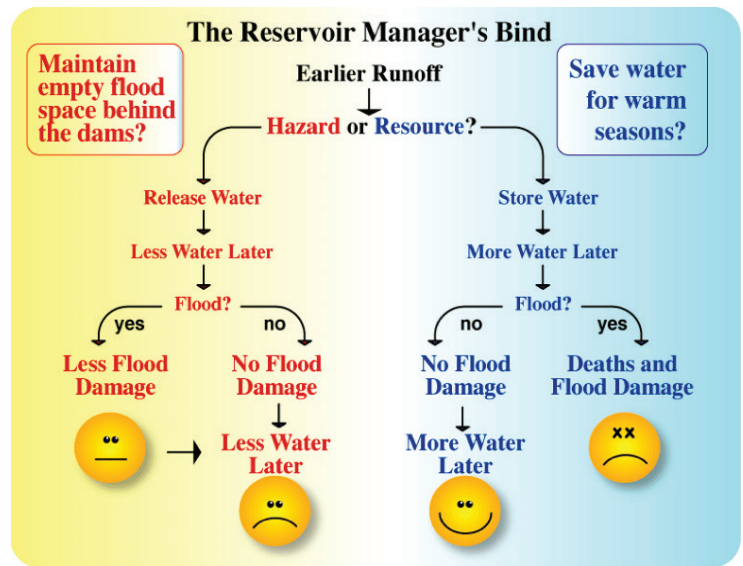 The Reservoir Manager's Bind
Maintain
empty flood
space behind
the dams?
Earlier Runoff
Save water
for warm
seasons?
Hazard or Resource?
Release Water
Store Water
Less Water Later
More Water Later
Flood?
Flood?
yes
no
no
yes
Less Flood
Damage
No Flood
Damage
No Flood
Damage
Deaths and
Flood Damage
Less Water
Later
More Water
Later